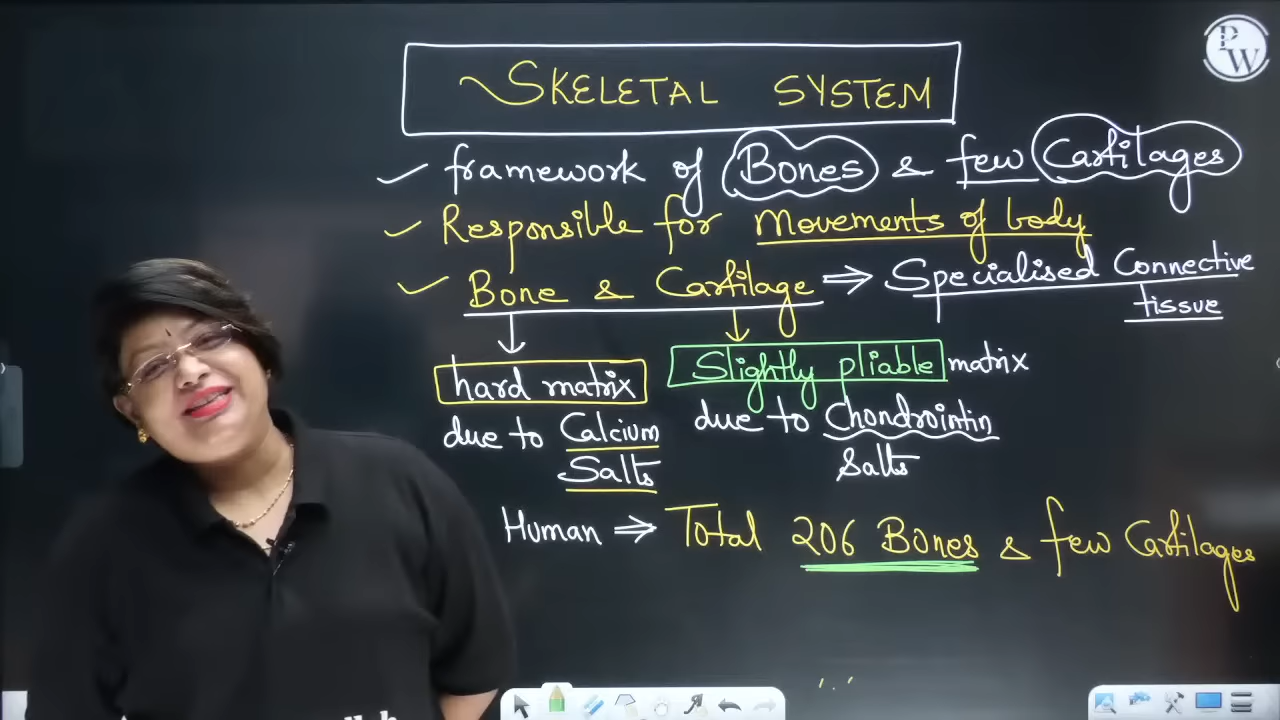 PW
SKELETAL SYSTEM
framework of Bones & few Cartilages
Responsible for Movements of body
Bone & Cartilage ⇒ Specialised Connective
tissue
hard matrix
due to Calcium
Salts
Slightly pliable matrix
due to Chondrointin
Salts
Human ⇒ Total 206 Bones & few Cartilages